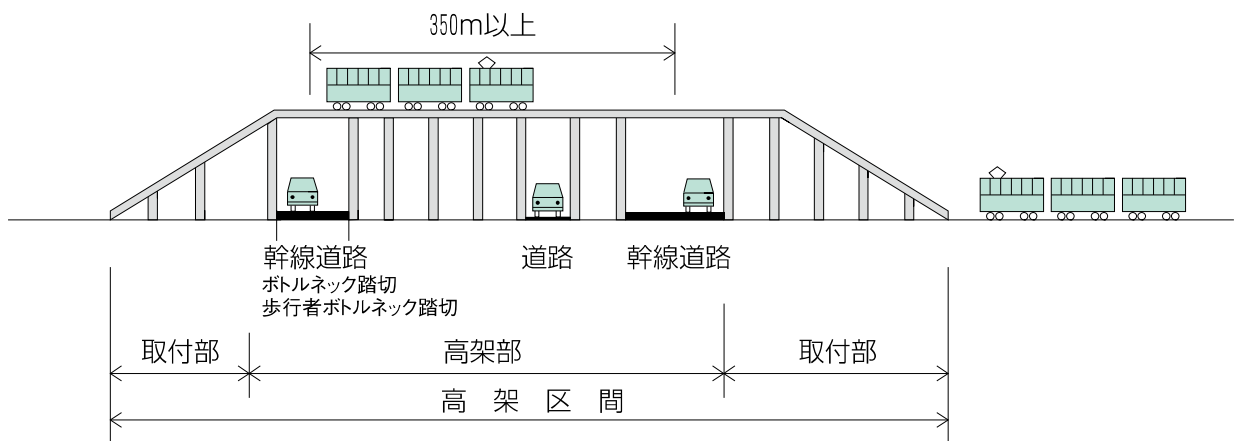 350m以上
幹線道路
ボトルネック踏切
歩行者ボトルネック踏切
道路
幹線道路
取付部
高架部
取付部
高架区間